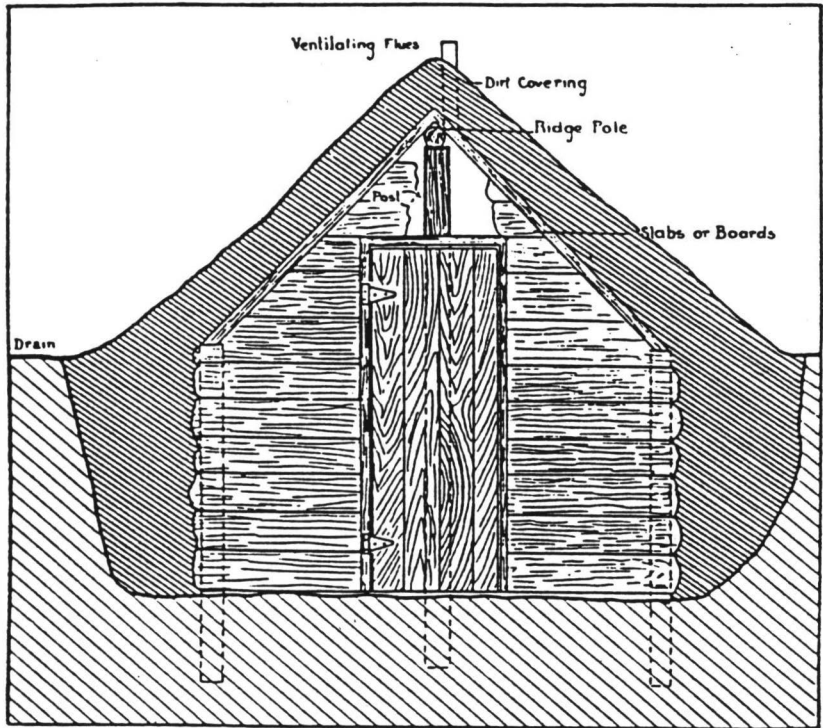 Ventilating Flues
Dirt Covering
Ridge Pole
Post
Slabs or Boards
Drain